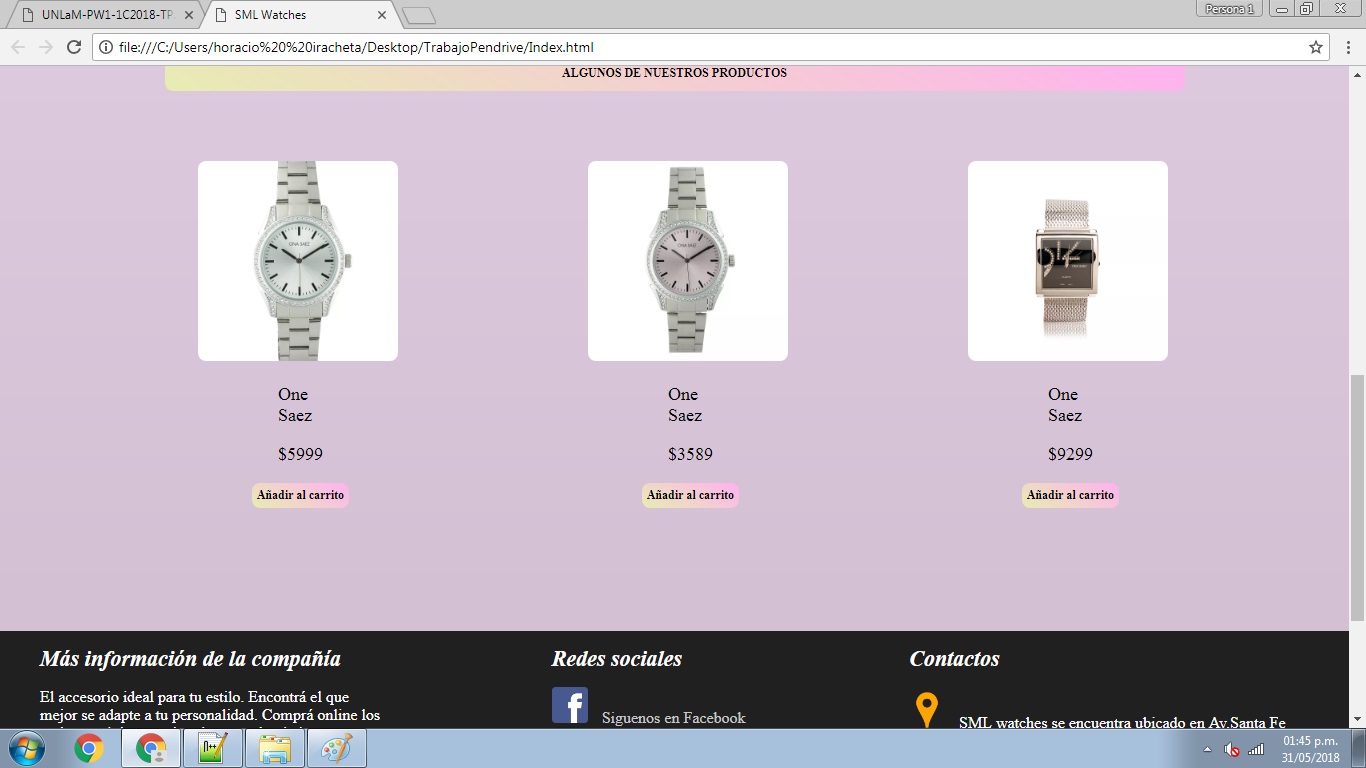 UNLaM-PW1-1C2018-TP
SML Watches
Persona 1
file:///C:/Users/horacio%20%20iracheta/Desktop/TrabajoPendrive/Index.html
ALGUNOS DE NUESTROS PRODUCTOS
ONA SAEZ
ONA SAEZ
One
Saez
$5999
Añadir al carrito
One
Saez
$3589
Añadir al carrito
One
Saez
$9299
Añadir al carrito
Más información de la compañía
El accesorio ideal para tu estilo. Encontrá el que
mejor se adapte a tu personalidad. Comprá online los
Redes sociales
Siguenos en Facebook
Contactos
SML watches se encuentra ubicado en Av.Santa Fe
01:45 p.m.
31/05/2018